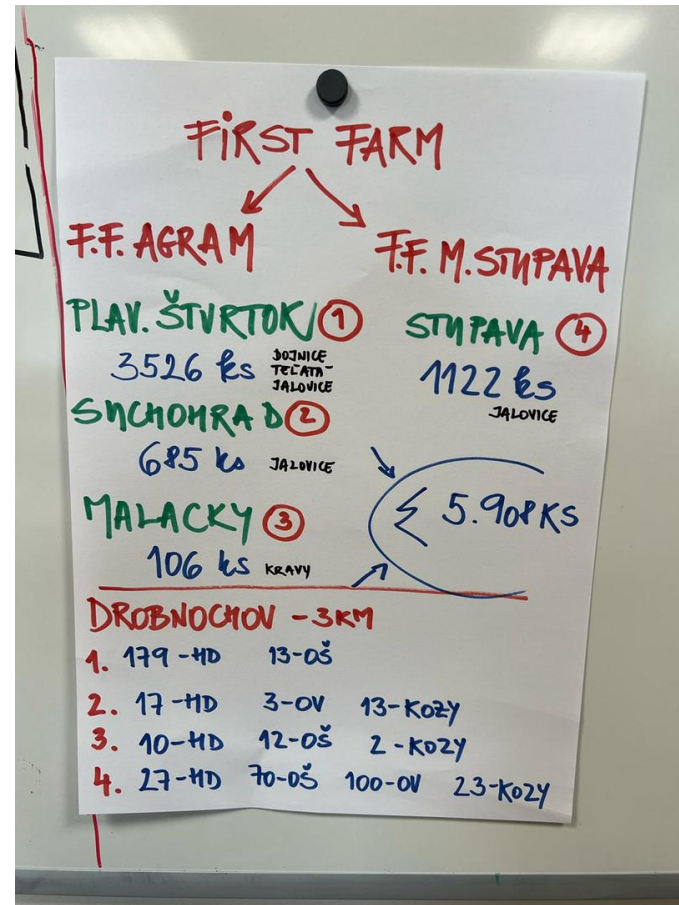 FiRST FARM
F.F. AGRAM
PLAV. ŠTVRTOK 1
3526 ks DOJNICE
TEĽATA-
JALOVICE
SUCHOHRAD 2
685 ks JALOVICE
MALACKY 3
106 ks KRAVY
F.F. M.STUPAVA
STUPAVA 4
1122 ks
JALOVICE
Σ 5.908 KS
DROBNOCHOV - 3KM
1. 179-HD 13-OŠ
2. 17-HD 3-OV 13-KOZY
3. 10-HD 12-OŠ 2-KOZY
4. 27-HD 70-OŠ 100-OV 23-KOZY